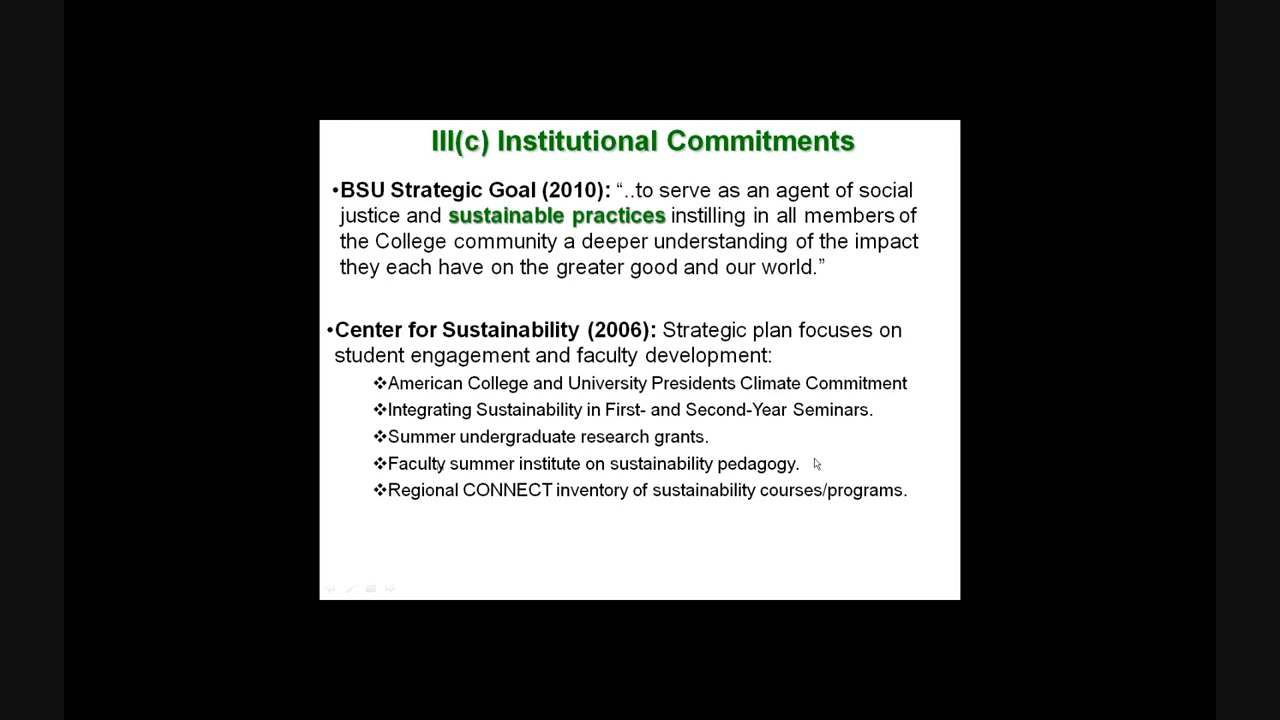 III(c) Institutional Commitments
•BSU Strategic Goal (2010): “..to serve as an agent of social
justice and sustainable practices instilling in all members of
the College community a deeper understanding of the impact
they each have on the greater good and our world.”
•Center for Sustainability (2006): Strategic plan focuses on
student engagement and faculty development:
❖American College and University Presidents Climate Commitment
❖Integrating Sustainability in First- and Second-Year Seminars.
❖Summer undergraduate research grants.
❖Faculty summer institute on sustainability pedagogy.
❖Regional CONNECT inventory of sustainability courses/programs.